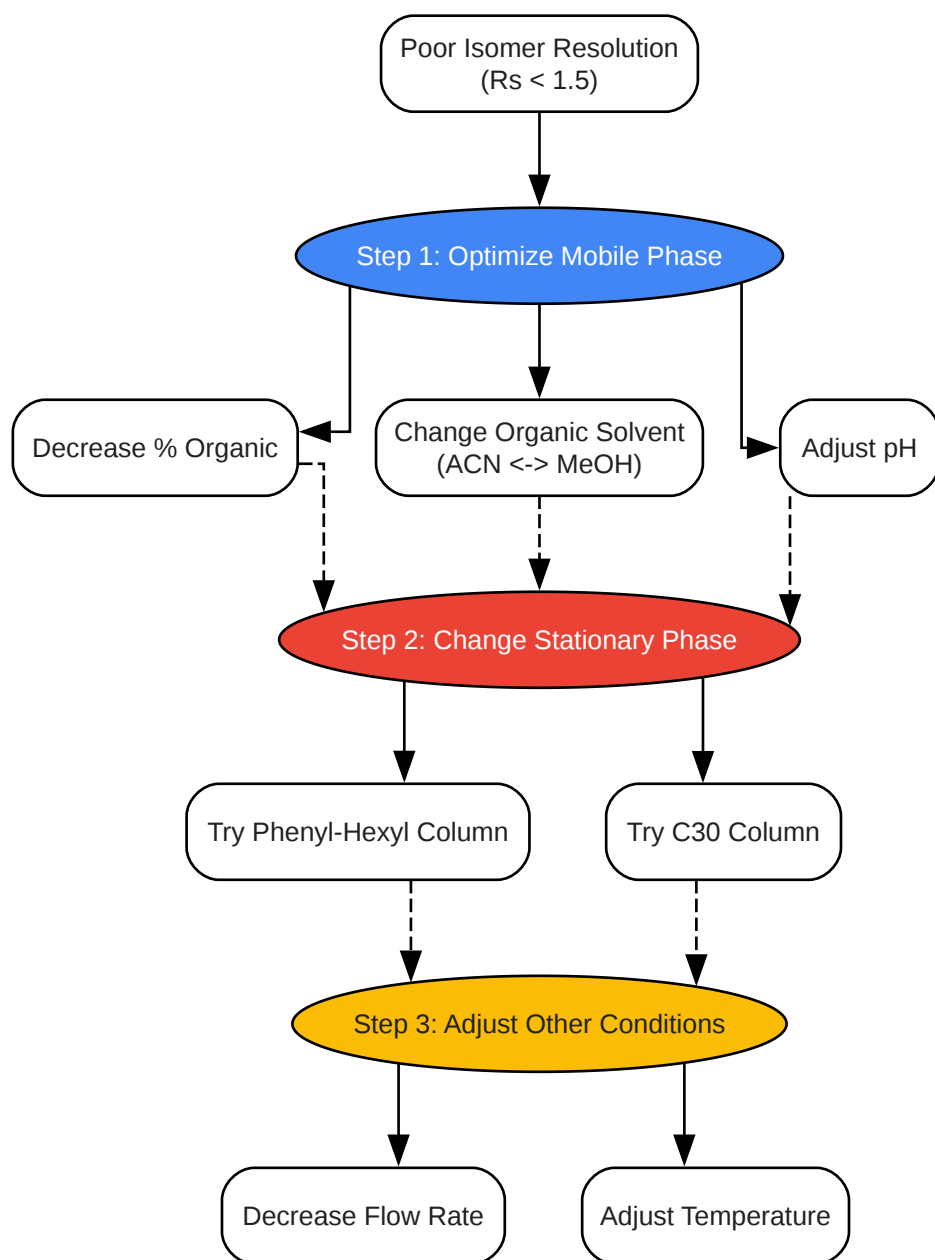 Poor Isomer Resolution
(Rs < 1.5)
Step 1: Optimize Mobile Phase
Decrease % Organic
Change Organic Solvent
(ACN <-> MeOH)
Adjust pH
Step 2: Change Stationary Phase
Try Phenyl-Hexyl Column
Try C30 Column
Step 3: Adjust Other Conditions
Decrease Flow Rate
Adjust Temperature